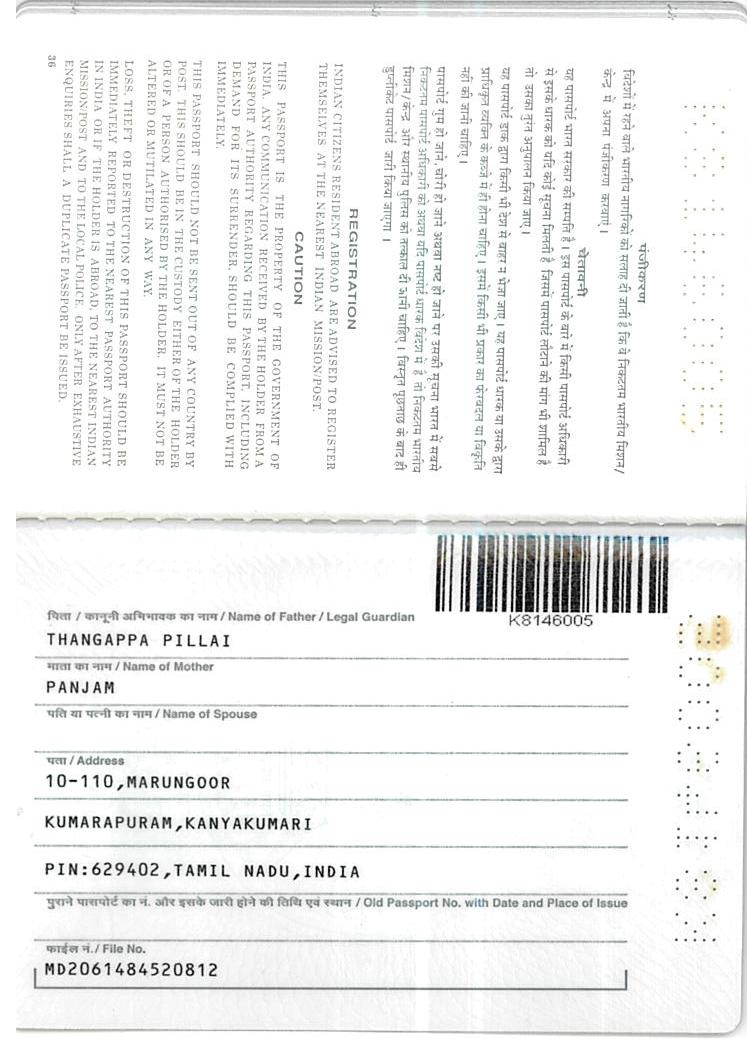 पंजीकरण
विदेशों में रहने वाले भारतीय नागरिकों को सलाह दी जाती है कि वे निकटतम भारतीय मिशन/
केन्द्र में अपना पंजीकरण करवाएं।
चेतावनी
यह पासपोर्ट भारत सरकार की सम्पत्ति है। इस पासपोर्ट के बारे में किसी पासपोर्ट अधिकारी
से इसके धारक को यदि कोई सूचना मिलती है, जिसमें पासपोर्ट लौटाने की मांग भी शामिल है
तो उसका तुरंत अनुपालन किया जाए।
यह पासपोर्ट डाक द्वारा किसी भी देश से बाहर न भेजा जाए। यह पासपोर्ट धारक या उसके द्वारा
प्राधिकृत व्यक्ति के कब्जे में ही होना चाहिए। इसमें किसी भी प्रकार का फेरबदल या विकृति
नहीं की जानी चाहिए।
पासपोर्ट गुम हो जाने, चोरी हो जाने अथवा नष्ट हो जाने पर उसकी सूचना भारत में सबसे
निकटतम पासपोर्ट अधिकारी को अथवा यदि पासपोर्ट धारक विदेश में है तो निकटतम भारतीय
मिशन/केन्द्र और स्थानीय पुलिस को तत्काल दी जानी चाहिए। विस्तृत पूछताछ के बाद ही
डुप्लीकेट पासपोर्ट जारी किया जाएगा।
REGISTRATION
INDIAN CITIZENS RESIDENT ABROAD ARE ADVISED TO REGISTER
THEMSELVES AT THE NEAREST INDIAN MISSION/POST.
CAUTION
THIS PASSPORT IS THE PROPERTY OF THE GOVERNMENT OF
INDIA. ANY COMMUNICATION RECEIVED BY THE HOLDER FROM A
PASSPORT AUTHORITY REGARDING THIS PASSPORT, INCLUDING
DEMAND FOR ITS SURRENDER, SHOULD BE COMPLIED WITH
IMMEDIATELY.
THIS PASSPORT SHOULD NOT BE SENT OUT OF ANY COUNTRY BY
POST. THIS SHOULD BE IN THE CUSTODY EITHER OF THE HOLDER
OR OF A PERSON AUTHORISED BY THE HOLDER. IT MUST NOT BE
ALTERED OR MUTILATED IN ANY WAY.
LOSS, THEFT OR DESTRUCTION OF THIS PASSPORT SHOULD BE
IMMEDIATELY REPORTED TO THE NEAREST PASSPORT AUTHORITY
IN INDIA OR IF THE HOLDER IS ABROAD, TO THE NEAREST INDIAN
MISSION/POST AND TO THE LOCAL POLICE. ONLY AFTER EXHAUSTIVE
ENQUIRIES SHALL A DUPLICATE PASSPORT BE ISSUED.
36
K8146005
पिता / कानूनी अभिभावक का नाम / Name of Father / Legal Guardian
THANGAPPA PILLAI
माता का नाम / Name of Mother
PANJAM
पति या पत्नी का नाम / Name of Spouse
पता / Address
10-110,MARUNGOOR
KUMARAPURAM,KANYAKUMARI
PIN:629402,TAMIL NADU,INDIA
पुराने पासपोर्ट का नं. और इसके जारी होने की तिथि एवं स्थान / Old Passport No. with Date and Place of Issue
फाईल नं./ File No.
MD2061484520812